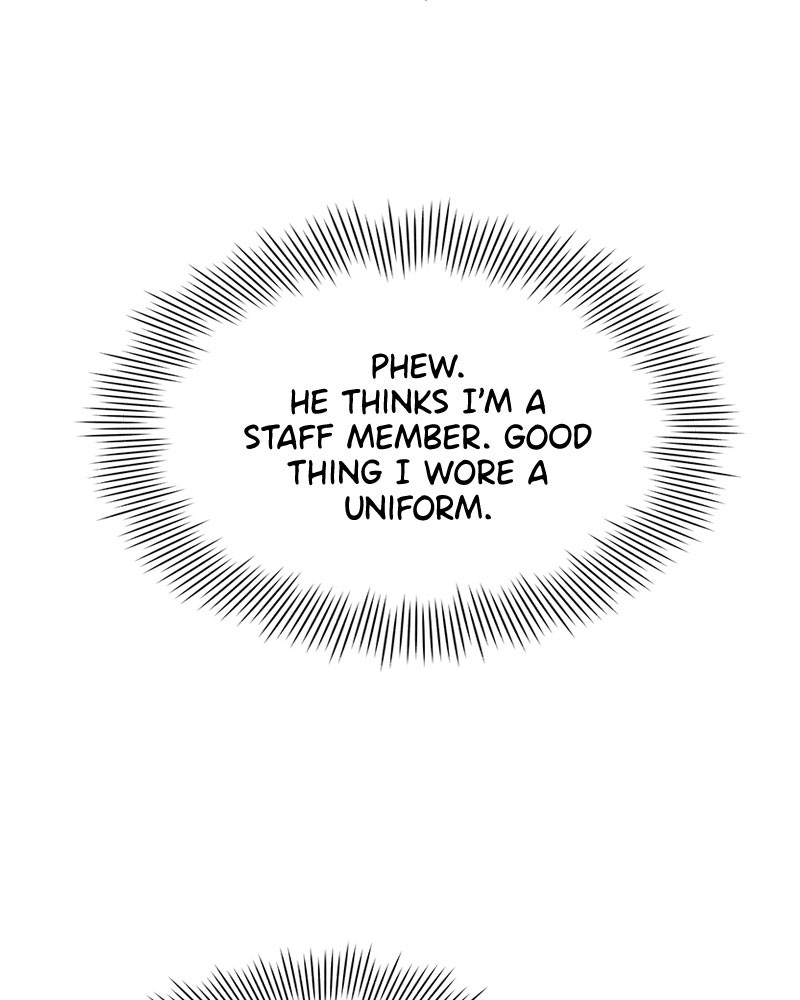 PHEW.
HE THINKS I'M A
STAFF MEMBER. GOOD
THING I WORE A
UNIFORM.